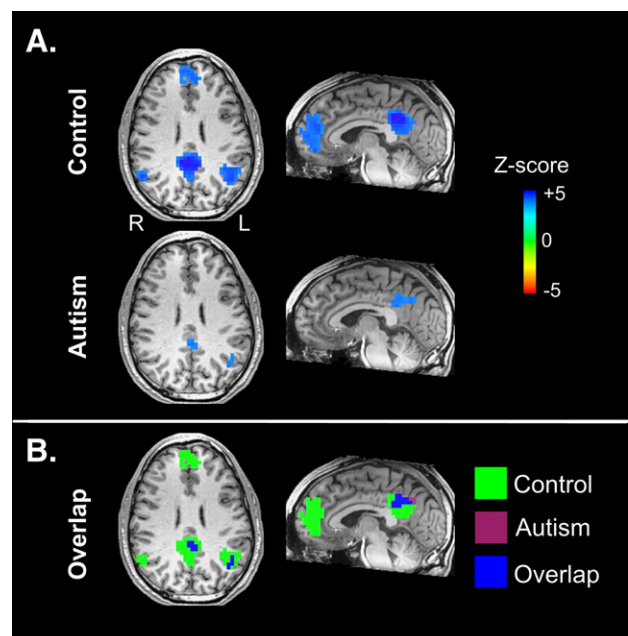 A.
Control
R
L
Autism
Z-score
+5
0
-5
B.
Overlap
Control
Autism
Overlap